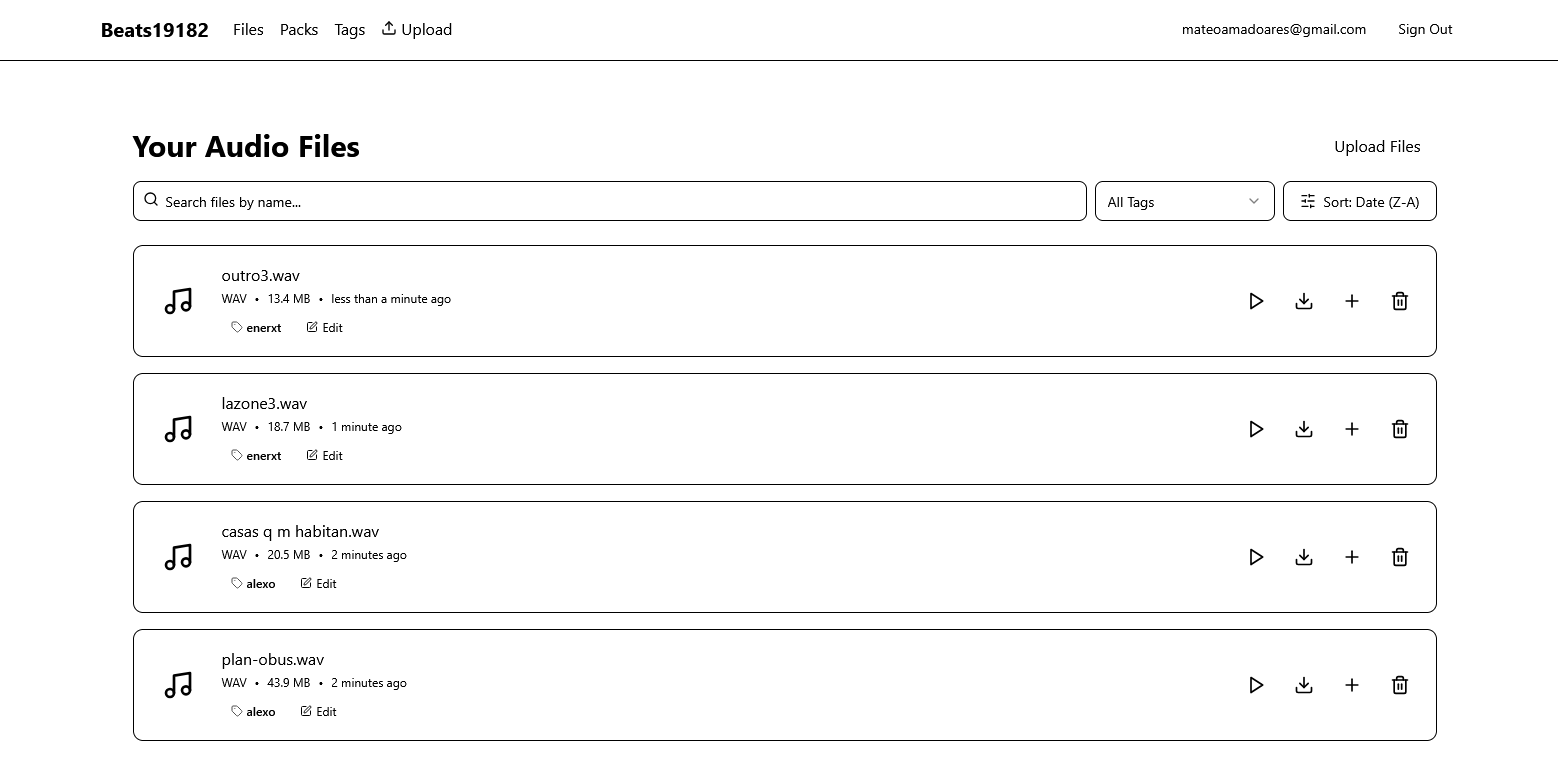 Beats19182 Files Packs Tags Upload mateoamadoares@gmail.com Sign Out
Your Audio Files Upload Files
Search files by name... All Tags Sort: Date (Z-A)
outro3.wav
WAV • 13.4 MB • less than a minute ago
enerxt Edit
lazone3.wav
WAV • 18.7 MB • 1 minute ago
enerxt Edit
casas q m habitan.wav
WAV • 20.5 MB • 2 minutes ago
alexo Edit
plan-obus.wav
WAV • 43.9 MB • 2 minutes ago
alexo Edit